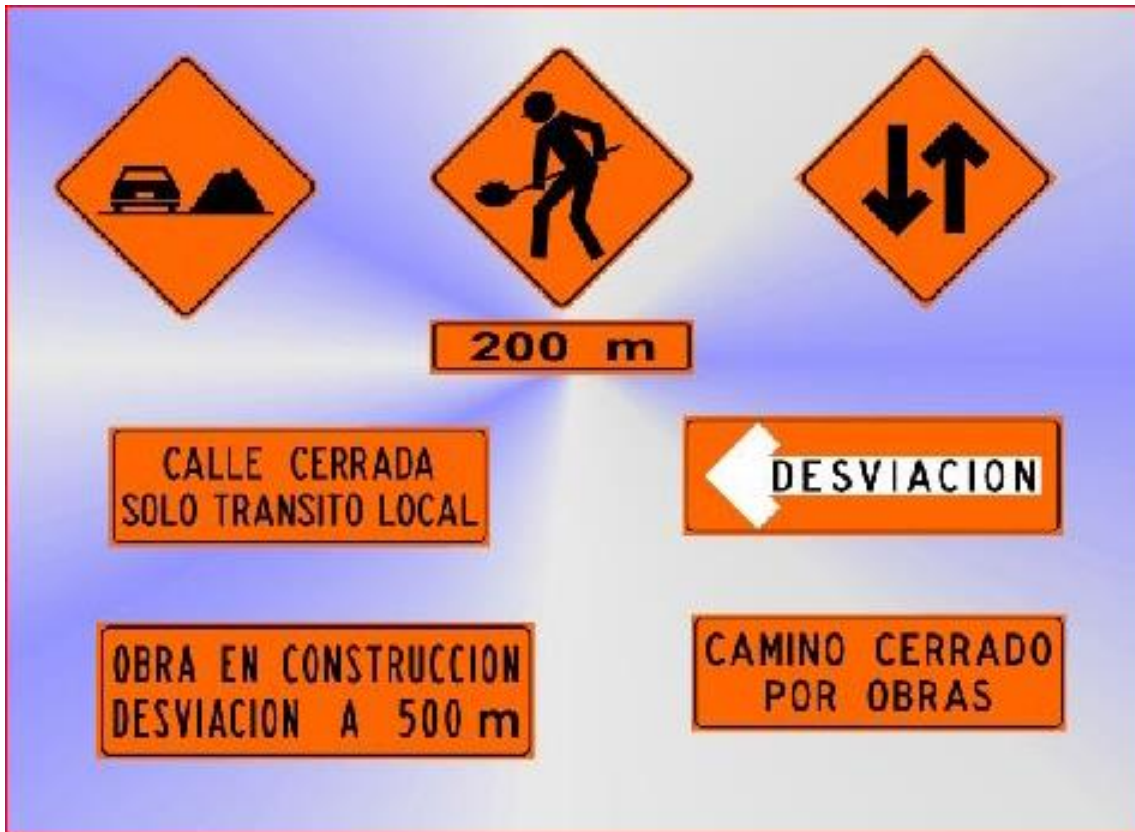 200 m
CALLE CERRADA
SOLO TRANSITO LOCAL
DESVIACION
OBRA EN CONSTRUCCION
DESVIACION A 500 m
CAMINO CERRADO
POR OBRAS